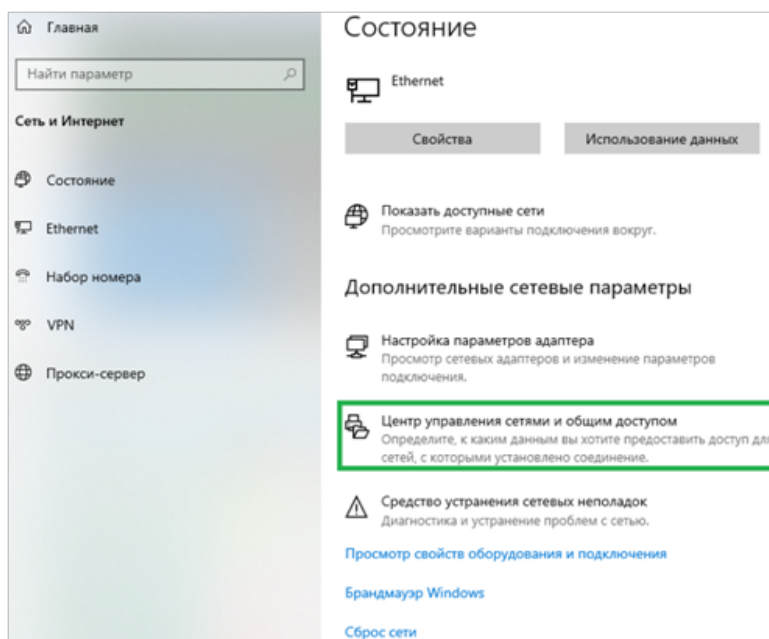 Главная
Найти параметр
Сеть и Интернет
Состояние
Ethernet
Набор номера
VPN
Прокси-сервер
Состояние
Ethernet
Свойства
Использование данных
Показать доступные сети
Просмотрите варианты подключения вокруг.
Дополнительные сетевые параметры
Настройка параметров адаптера
Просмотр сетевых адаптеров и изменение параметров
подключения.
Центр управления сетями и общим доступом
Определите, к каким данным вы хотите предоставить доступ для
сетей, с которыми установлено соединение.
Средство устранения сетевых неполадок
Диагностика и устранение проблем с сетью.
Просмотр свойств оборудования и подключения
Брандмауэр Windows
Сброс сети